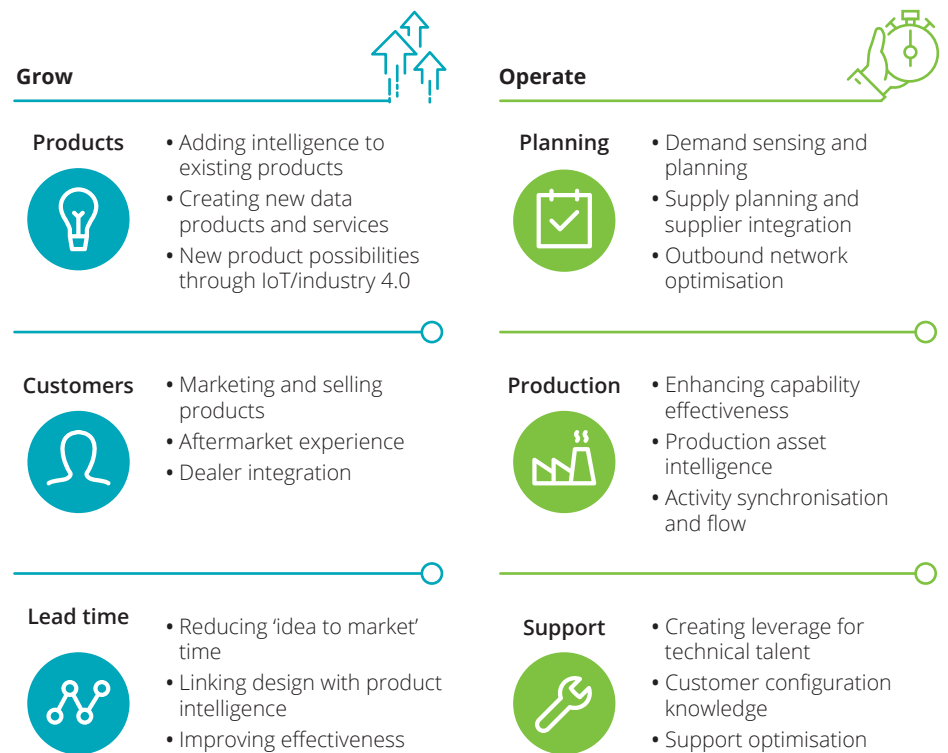 Grow
Products
• Adding intelligence to
existing products
• Creating new data
products and services
• New product possibilities
through IoT/industry 4.0
Customers
• Marketing and selling
products
• Aftermarket experience
• Dealer integration
Lead time
• Reducing ‘idea to market’
time
• Linking design with product
intelligence
• Improving effectiveness
Operate
Planning
• Demand sensing and
planning
• Supply planning and
supplier integration
• Outbound network
optimisation
Production
• Enhancing capability
effectiveness
• Production asset
intelligence
• Activity synchronisation
and flow
Support
• Creating leverage for
technical talent
• Customer configuration
knowledge
• Support optimisation